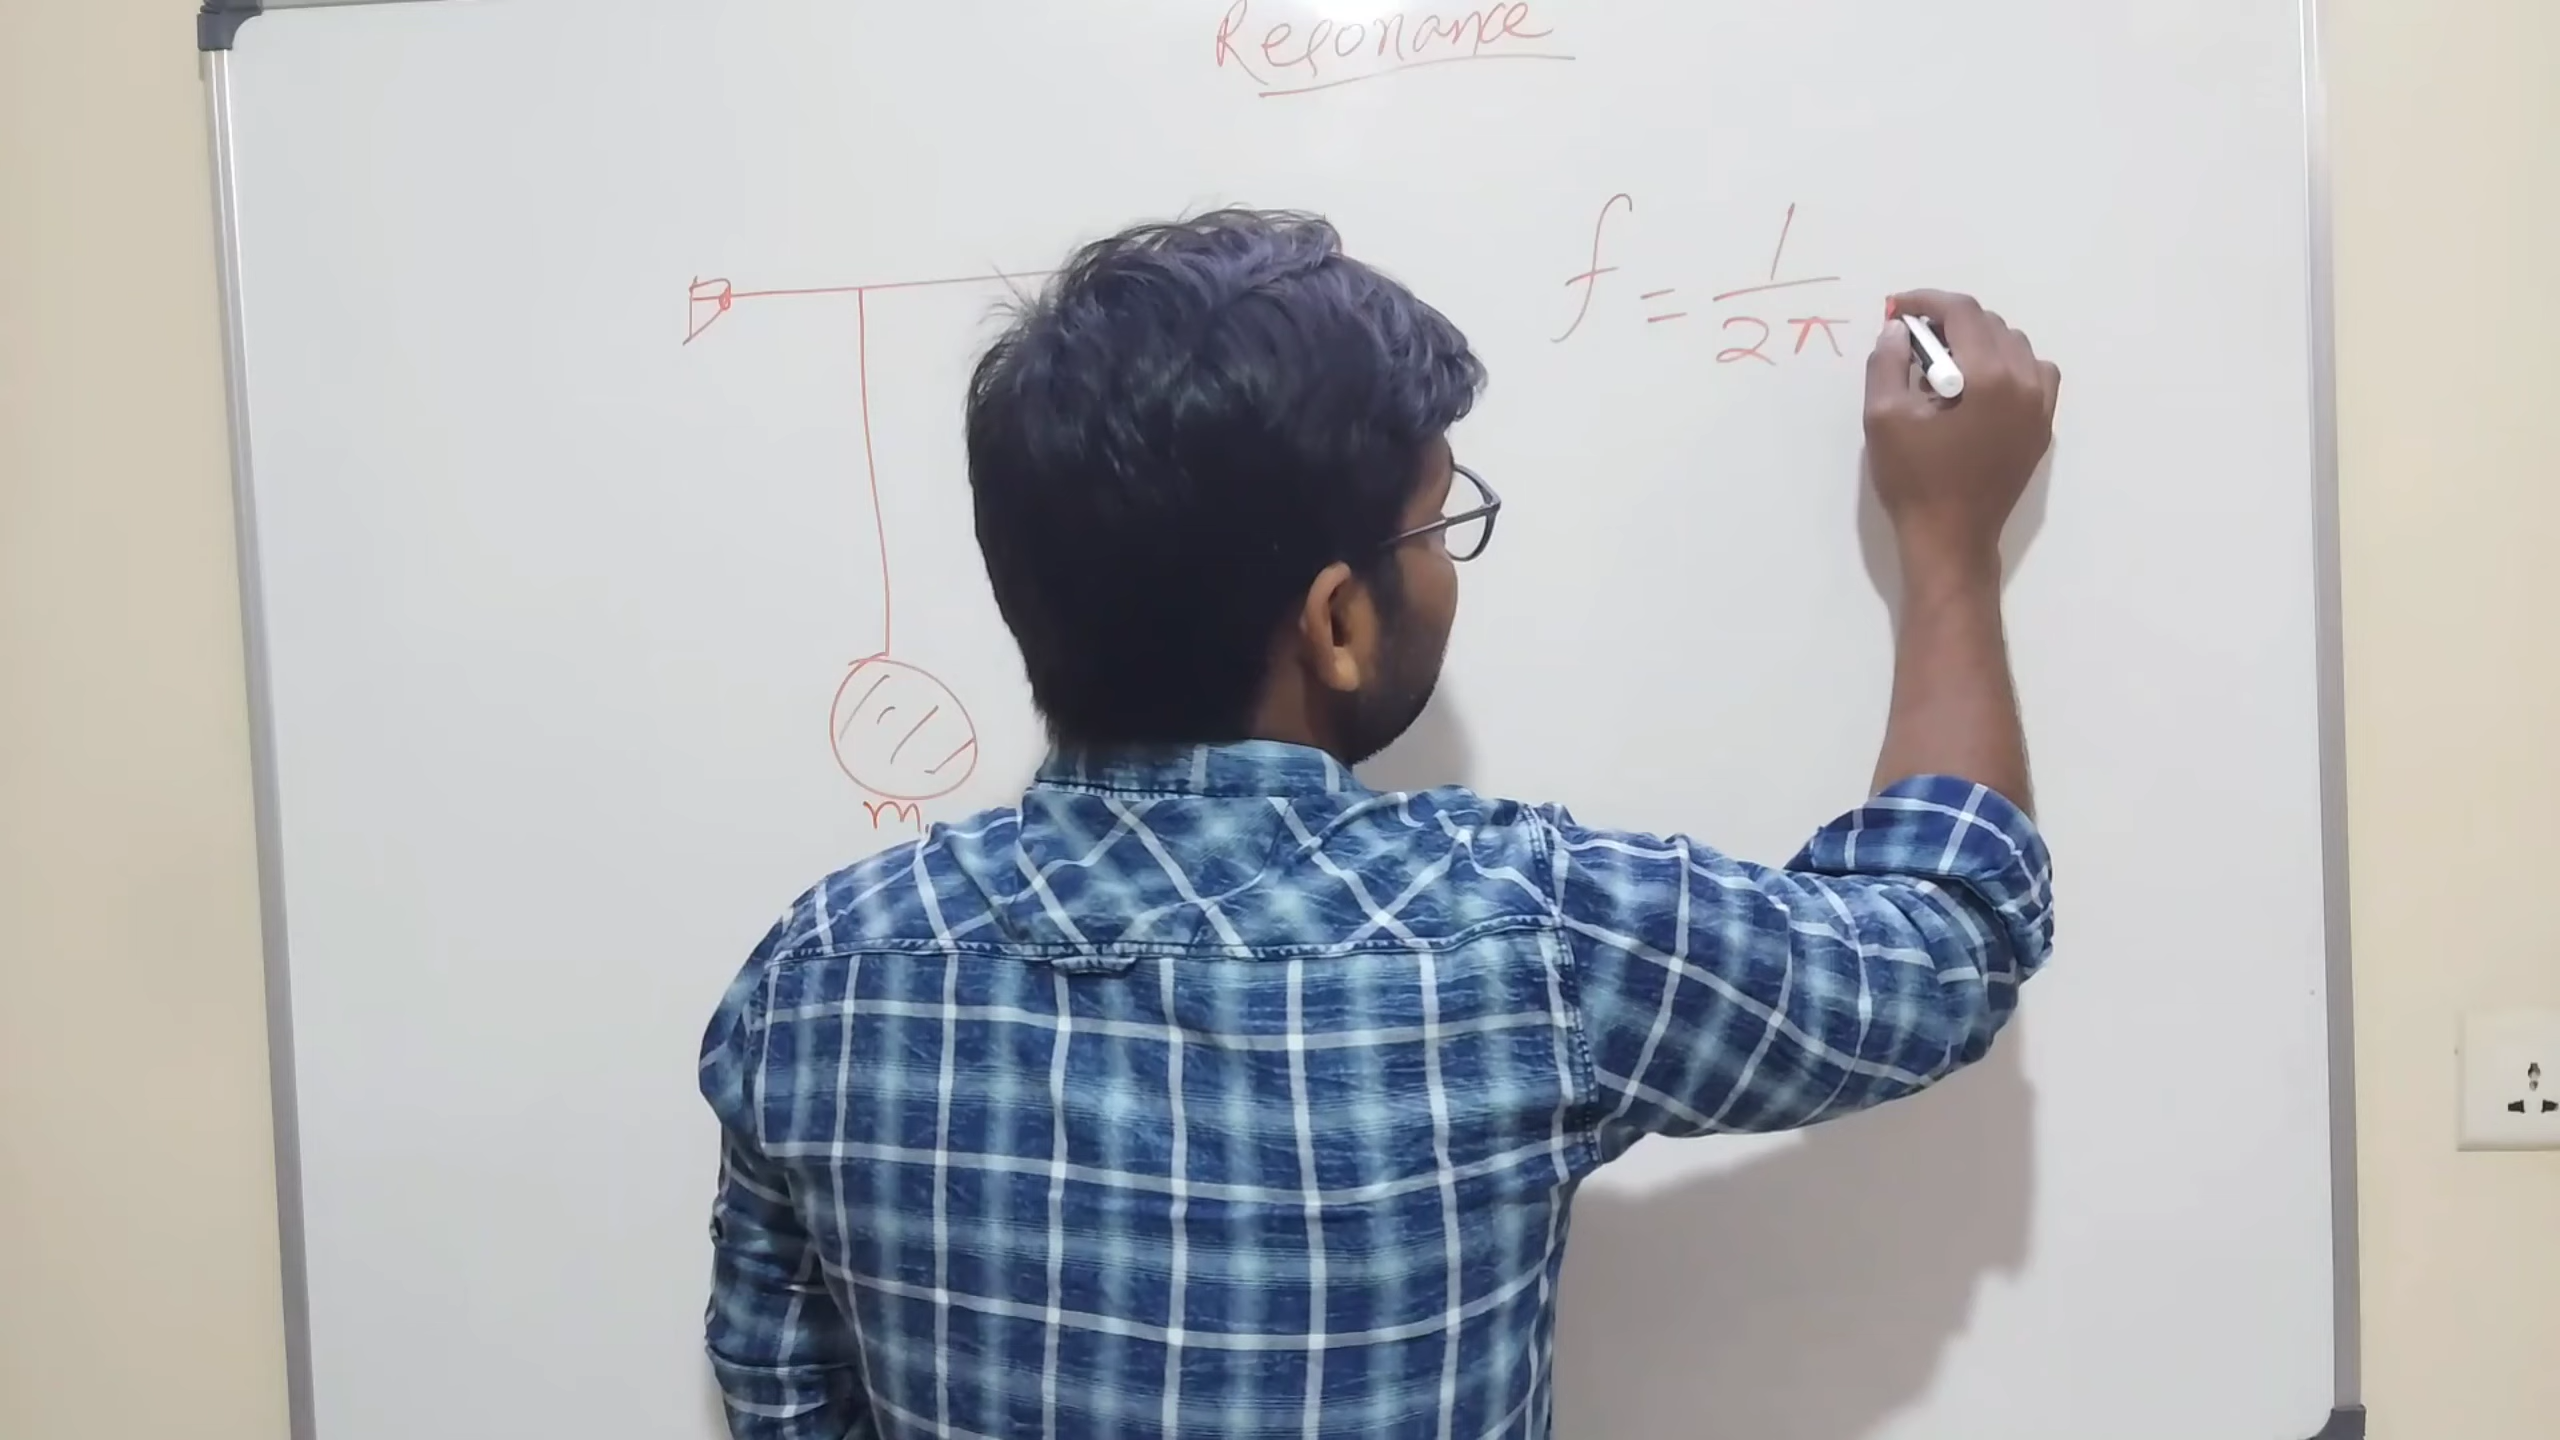 Resonance
f = 1/2π
m